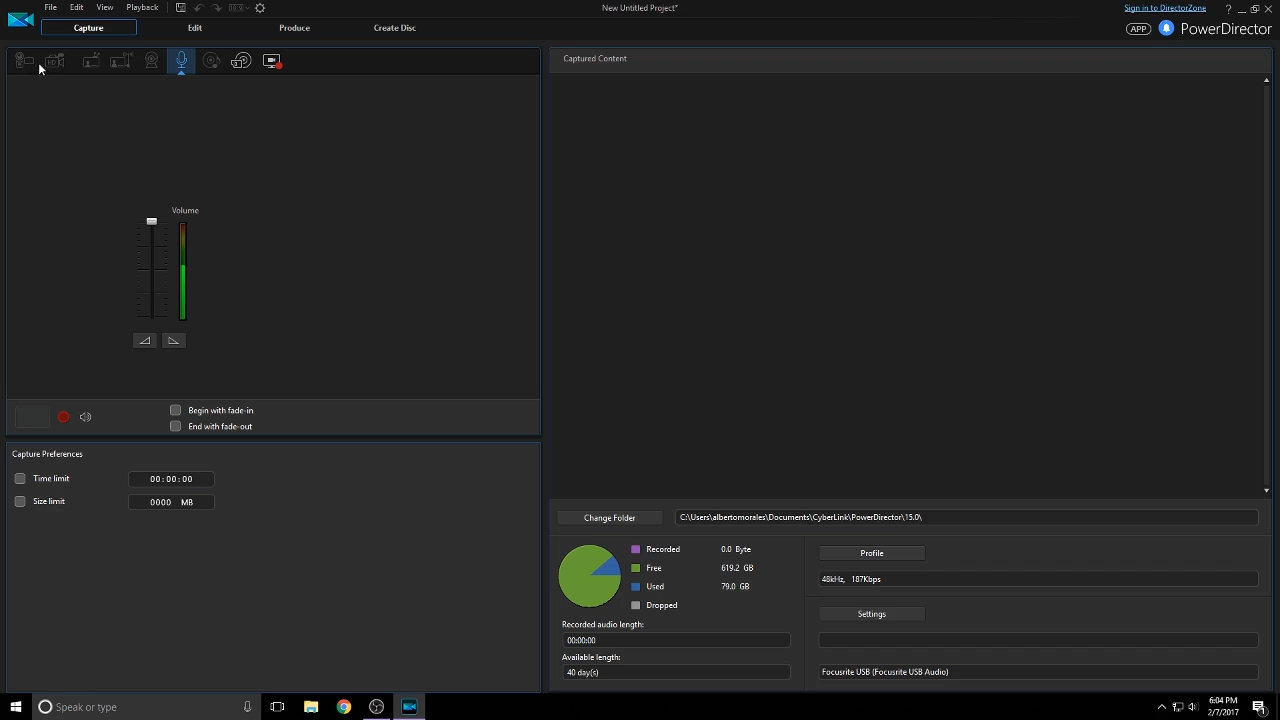 File Edit View Playback
New Untitled Project*
Sign in to DirectorZone
?
Capture Edit Produce Create Disc
APP PowerDirector
HD
Captured Content
Volume
Begin with fade-in
End with fade-out
Capture Preferences
Time limit 00:00:00
Size limit 0000 MB
Change Folder C:\Users\albertomorales\Documents\CyberLink\PowerDirector\15.0\
Recorded 0.0 Byte
Free 619.2 GB
Used 79.0 GB
Dropped
Recorded audio length:
00:00:00
Available length:
40 day(s)
Profile
48kHz, 187Kbps
Settings
Focusrite USB (Focusrite USB Audio)
Speak or type
6:04 PM
2/7/2017